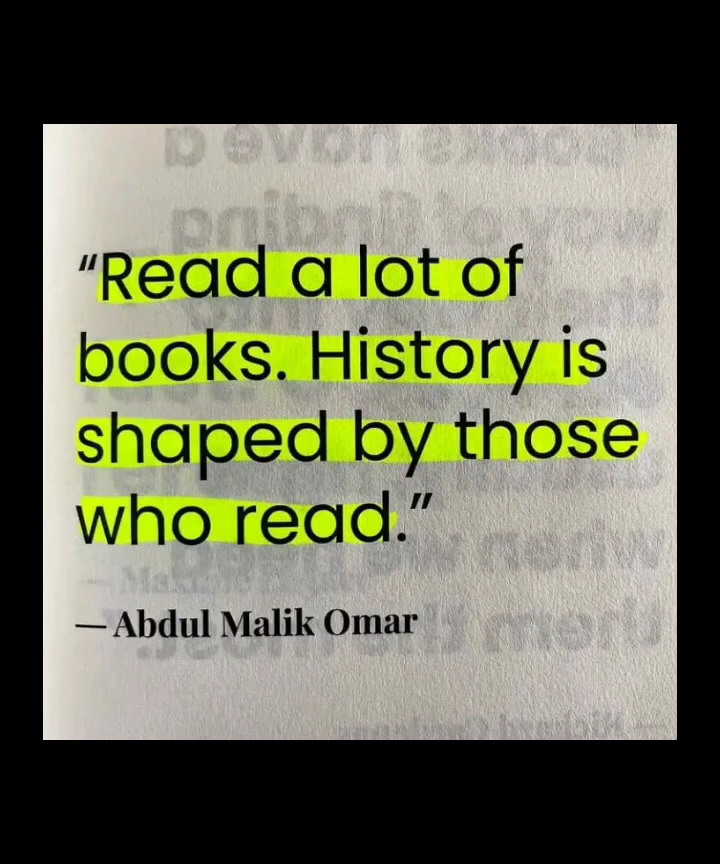 “Read a lot of
books. History is
shaped by those
who read.”
— Abdul Malik Omar